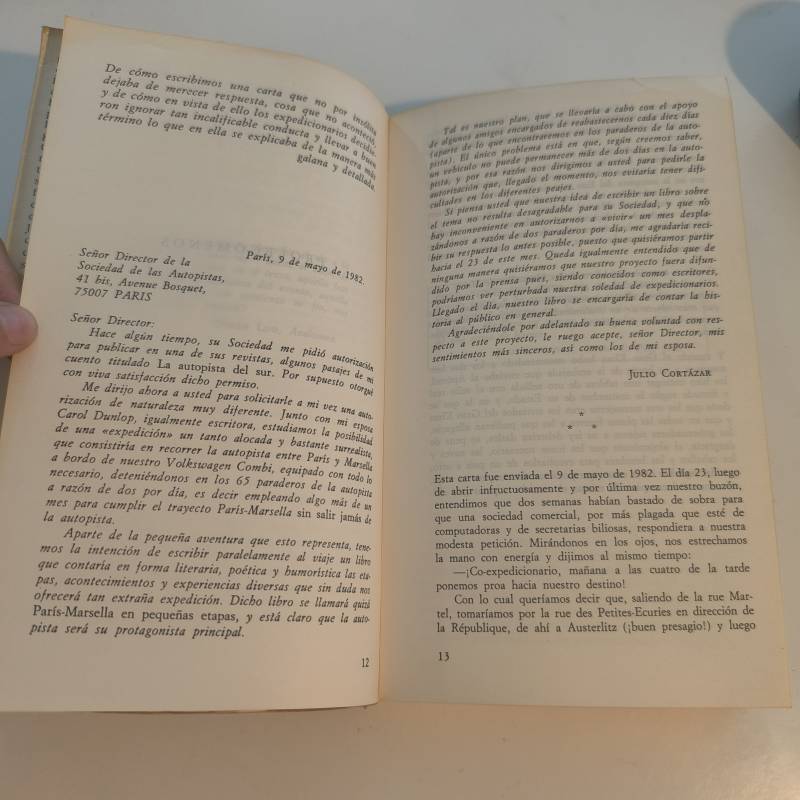 De cómo escribimos una carta que no por insólita
dejaba de merecer respuesta, cosa que no aconteció,
y de cómo en vista de ello los expedicionarios decidie-
ron ignorar tan incalificable conducta y llevar a buen
término lo que en ella se explicaba de la manera más
galana y detallada.
París, 9 de mayo de 1982.
Señor Director de la
Sociedad de las Autopistas,
41 bis, Avenue Bosquet,
75007 PARIS
Señor Director:
Hace algún tiempo, su Sociedad me pidió autorización
para publicar en una de sus revistas, algunos pasajes de mi
cuento titulado La autopista del sur. Por supuesto otorgué
con viva satisfacción dicho permiso.
Me dirijo ahora a usted para solicitarle a mi vez una auto-
rización de naturaleza muy diferente. Junto con mi esposa
Carol Dunlop, igualmente escritora, estudiamos la posibilidad
de una «expedición» un tanto alocada y bastante surrealista,
que consistiría en recorrer la autopista entre París y Marsella
a bordo de nuestro Volkswagen Combi, equipado con todo lo
necesario, deteniéndonos en los 65 paraderos de la autopista
a razón de dos por día, es decir empleando algo más de un
mes para cumplir el trayecto París-Marsella sin salir jamás de
la autopista.
Aparte de la pequeña aventura que esto representa, tene-
mos la intención de escribir paralelamente al viaje un libro
que contaría en forma literaria, poética y humorística las eta-
pas, acontecimientos y experiencias diversas que sin duda nos
ofrecerá tan extraña expedición. Dicho libro se llamará quizá
París-Marsella en pequeñas etapas, y está claro que la auto-
pista será su protagonista principal.
12
Tal es nuestro plan, que se llevaría a cabo con el apoyo
de algunos amigos encargados de reabastecernos cada diez días
(aparte de lo que encontraremos en los paraderos de la auto-
pista). El único problema está en que, según creemos saber,
un vehículo no puede permanecer más de dos días en la auto-
pista, y por esa razón nos dirigimos a usted para pedirle la
autorización que, llegado el momento, nos evitaría tener difi-
cultades en los diferentes peajes.
Si piensa usted que nuestra idea de escribir un libro sobre
el tema no resulta desagradable para su Sociedad, y que no
hay inconveniente en autorizarnos a «vivir» un mes despla-
zándonos a razón de dos paraderos por día, me agradaría reci-
bir su respuesta lo antes posible, puesto que quisiéramos partir
hacia el 23 de este mes. Queda igualmente entendido que de
ninguna manera quisiéramos que nuestro proyecto fuera difun-
dido por la prensa pues, siendo conocidos como escritores,
podríamos ver perturbada nuestra soledad de expedicionarios.
Llegado el día, nuestro libro se encargaría de contar la his-
toria al público en general.
Agradeciéndole por adelantado su buena voluntad con res-
pecto a este proyecto, le ruego acepte, señor Director, mis
sentimientos más sinceros, así como los de mi esposa.
JULIO CORTÁZAR
*
* *
Esta carta fue enviada el 9 de mayo de 1982. El día 23, luego
de abrir infructuosamente y por última vez nuestro buzón,
entendimos que dos semanas habían bastado de sobra para
que una sociedad comercial, por más plagada que esté de
computadoras y de secretarias biliosas, respondiera a nuestra
modesta petición. Mirándonos en los ojos, nos estrechamos
la mano con energía y dijimos al mismo tiempo:
—¡Co-expedicionario, mañana a las cuatro de la tarde
ponemos proa hacia nuestro destino!
Con lo cual queríamos decir que, saliendo de la rue Mar-
tel, tomaríamos por la rue des Petites-Ecuries en dirección de
la République, de ahí a Austerlitz (¡buen presagio!) y luego
13